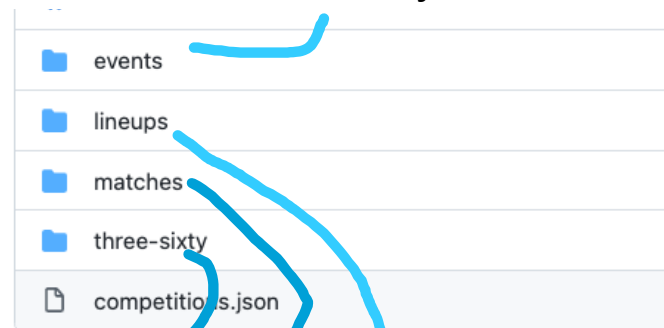 events
lineups
matches
three-sixty
competitions.json